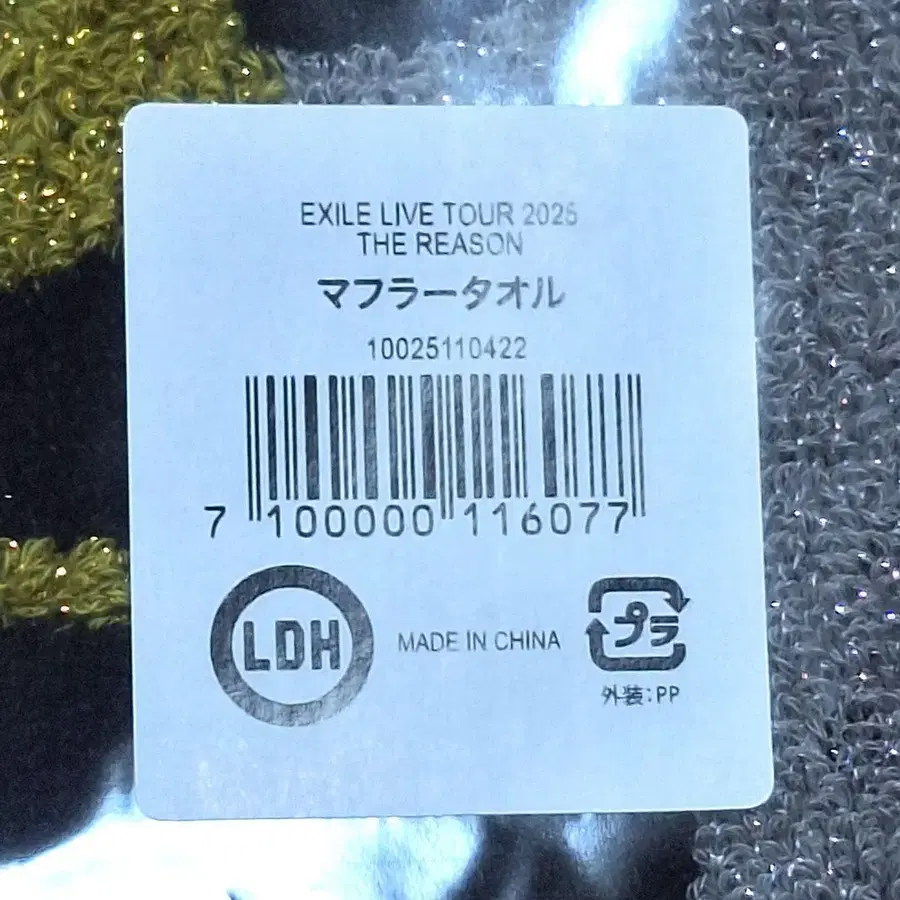 EXILE LIVE TOUR 2025
THE REASON
マフラータオル
10025110422
7 100000 116077
LDH
MADE IN CHINA
プラ
外装:PP